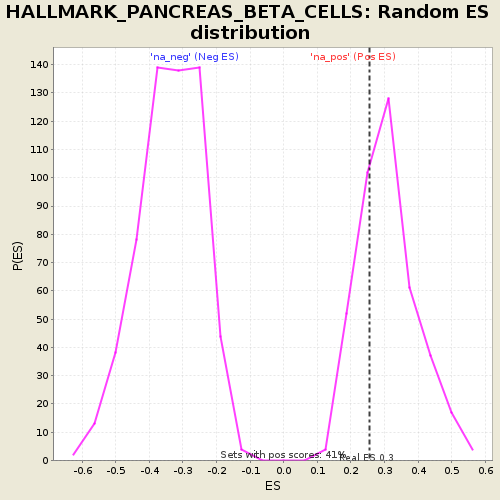 HALLMARK_PANCREAS_BETA_CELLS: Random ES
distribution
'na_neg' (Neg ES)
'na_pos' (Pos ES)
140
130
120
110
100
90
80
70
60
50
40
30
20
10
0
P(ES)
Sets with pos scores: 41%
Real ES 0.3
-0.6 -0.5 -0.4 -0.3 -0.2 -0.1 0.0 0.1 0.2 0.3 0.4 0.5 0.6
ES